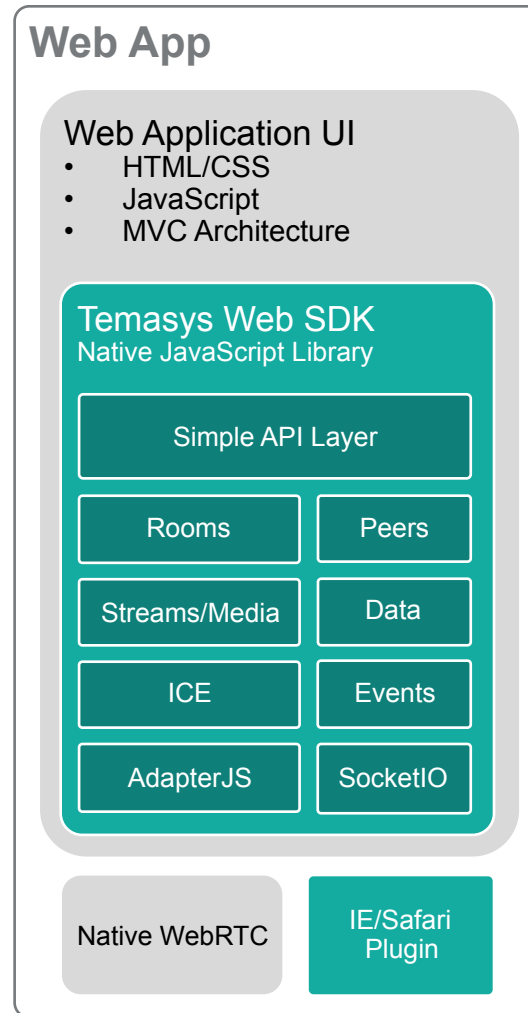 Web App
Web Application UI
• HTML/CSS
• JavaScript
• MVC Architecture
Temasys Web SDK
Native JavaScript Library
Simple API Layer
Rooms
Peers
Streams/Media
Data
ICE
Events
AdapterJS
SocketIO
Native WebRTC
IE/Safari
Plugin